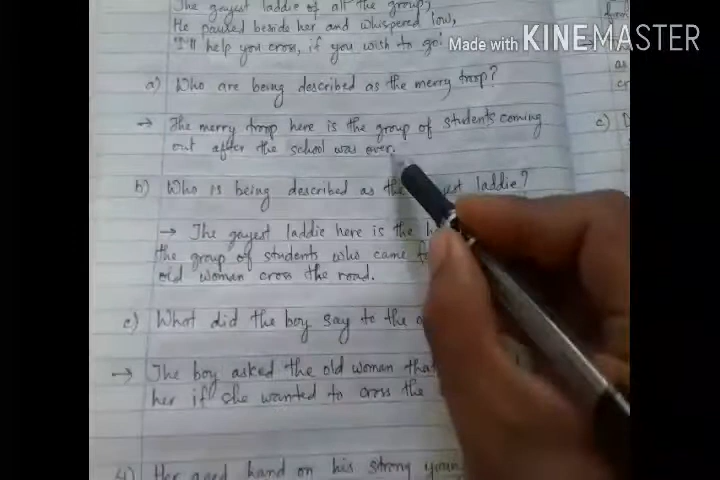 The gayest laddie of all the group;
He paused beside her and whispered low,
"I'll help you cross, if you wish to go.'
Made with KINEMASTER
a) Who are being described as the merry troop?
→ The merry troop here is the group of students coming
out after the school was over.
b) Who is being described as the gayest laddie?
→ The gayest laddie here is the
the group of students who came
old woman cross the road.
c) What did the boy say to the
→ The boy asked the old woman
her if she wanted to cross the
4) Her aged hand on his strong young
as
c)